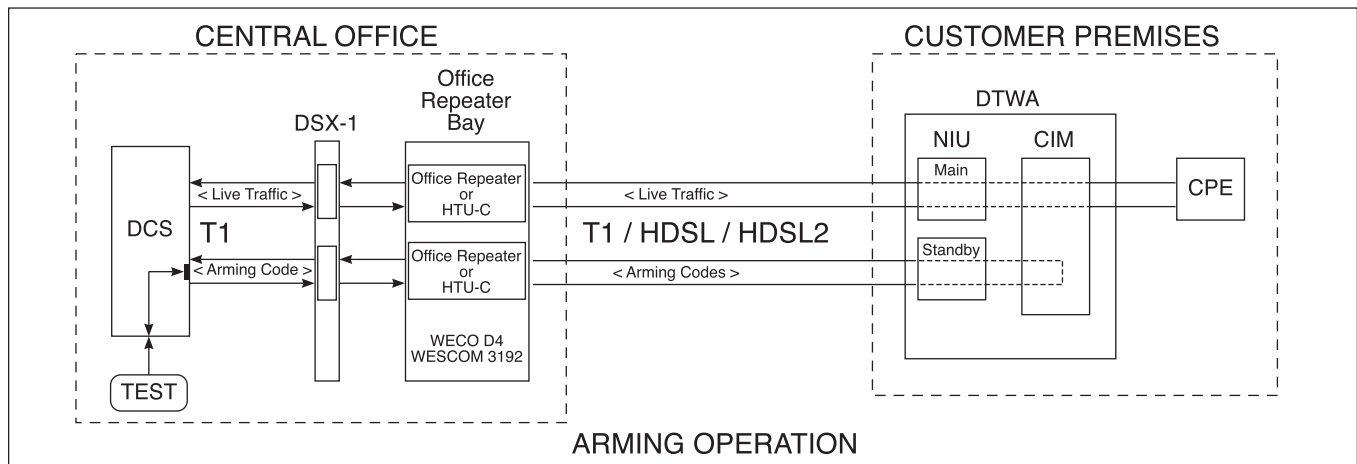 CENTRAL OFFICE
CUSTOMER PREMISES
Office
Repeater
Bay
DSX-1
DTWA
NIU
CIM
Main
Office Repeater
or
HTU-C
< Live Traffic >
< Live Traffic >
CPE
DCS
T1
T1 / HDSL / HDSL2
Office Repeater
or
HTU-C
Standby
< Arming Code >
< Arming Codes >
WECO D4
WESCOM 3192
TEST
ARMING OPERATION